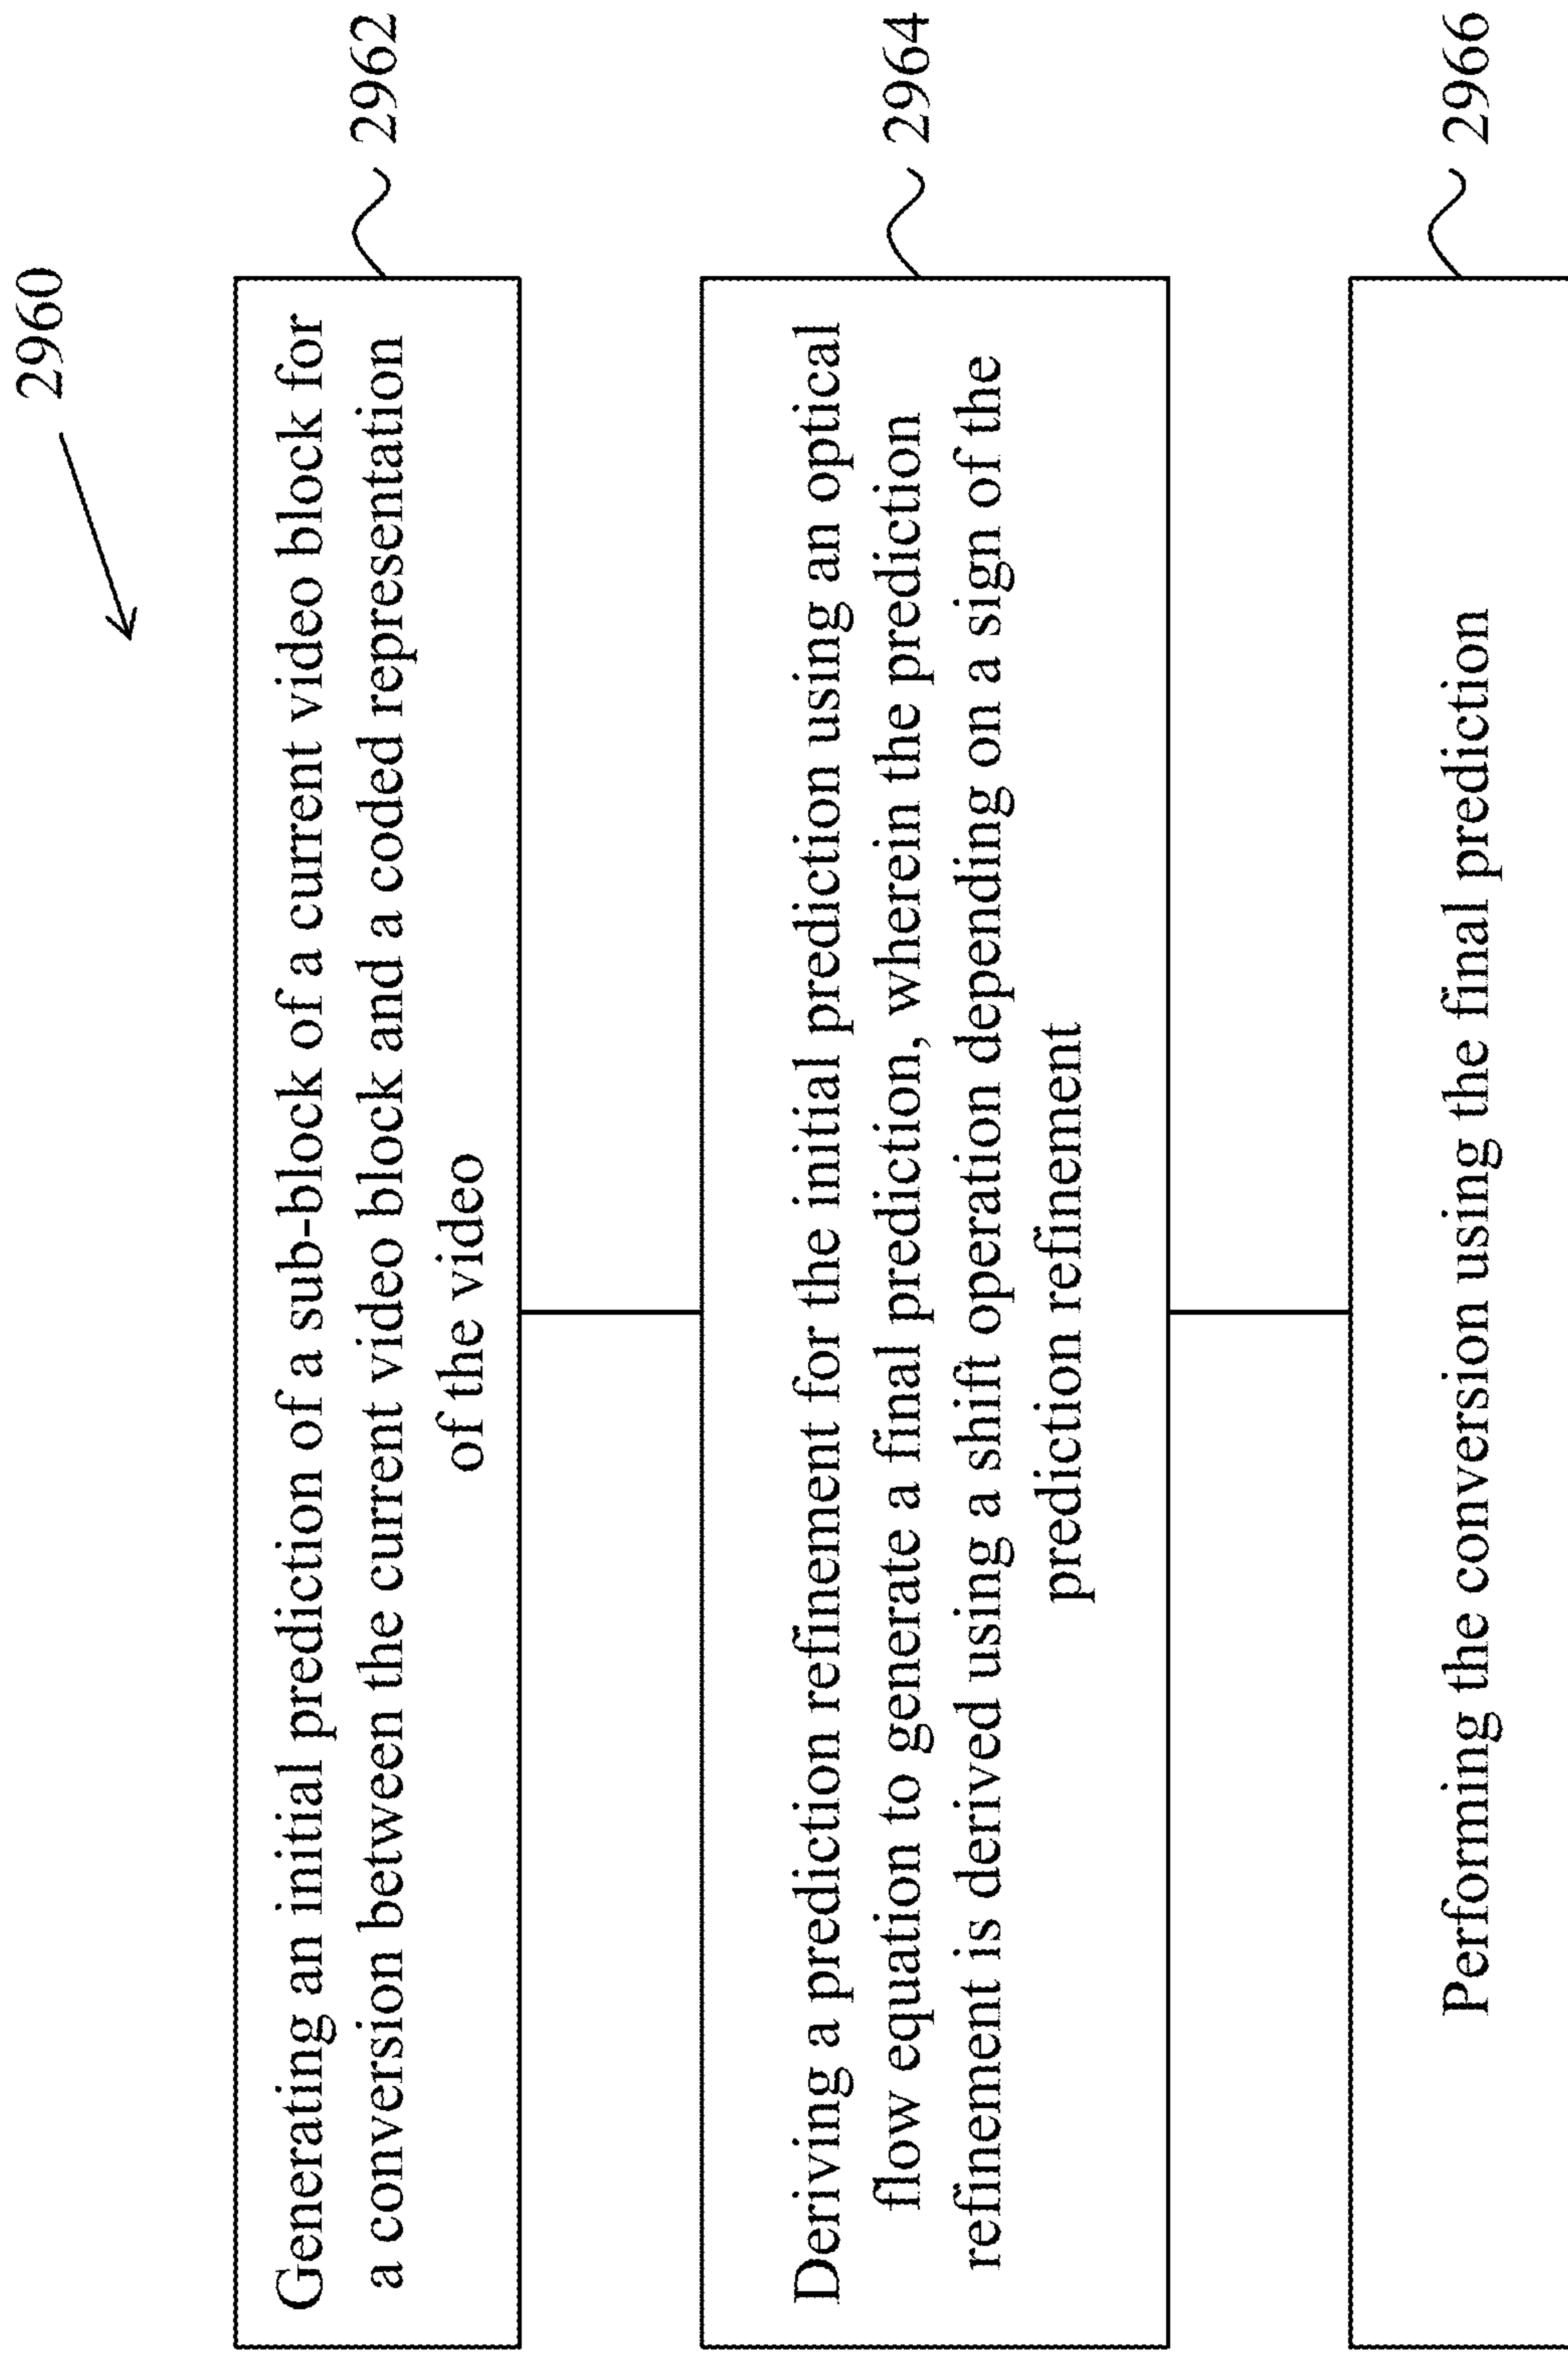 2960
Generating an initial prediction of a sub-block of a current video block for
a conversion between the current video block and a coded representation
of the video
2962
Deriving a prediction refinement for the initial prediction using an optical
flow equation to generate a final prediction, wherein the prediction
refinement is derived using a shift operation depending on a sign of the
prediction refinement
2964
Performing the conversion using the final prediction
2966